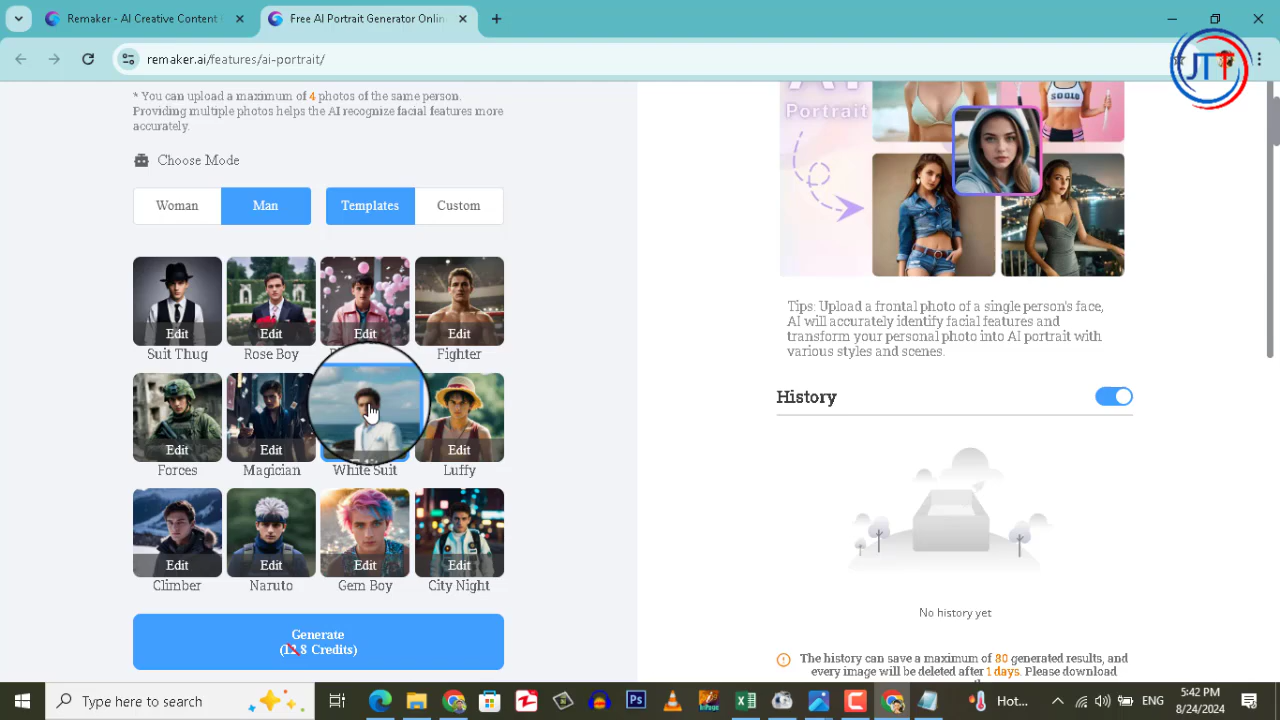 Remaker - AI Creative Content
Free AI Portrait Generator Onlin
remaker.ai/features/ai-portrait/
JTT
* You can upload a maximum of 4 photos of the same person.
Providing multiple photos helps the AI recognize facial features more
accurately.
Choose Mode
Woman
Man
Templates
Custom
Edit
Edit
Edit
Edit
Suit Thug
Rose Boy
Fighter
Edit
Edit
Edit
Forces
Magician
White Suit
Luffy
Edit
Edit
Edit
Edit
Climber
Naruto
Gem Boy
City Night
Generate
(12 8 Credits)
Portrait
Tips: Upload a frontal photo of a single person's face,
AI will accurately identify facial features and
transform your personal photo into AI portrait with
various styles and scenes.
History
No history yet
The history can save a maximum of 80 generated results, and
every image will be deleted after 1 days. Please download
Type here to search
Hot...
ENG
5:42 PM
8/24/2024